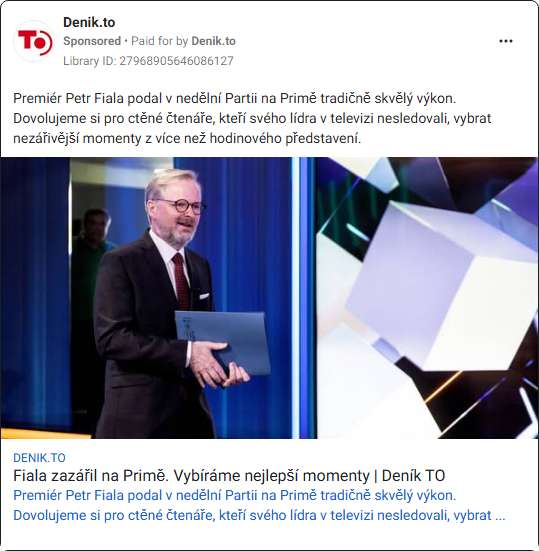 Denik.to
Sponsored • Paid for by Denik.to
Library ID: 27968905646086127
Premiér Petr Fiala podal v nedělní Partii na Primě tradičně skvělý výkon.
Dovolujeme si pro ctěné čtenáře, kteří svého lídra v televizi nesledovali, vybrat
nezářivější momenty z více než hodinového představení.
DENIK.TO
Fiala zazářil na Primě. Vybíráme nejlepší momenty | Deník TO
Premiér Petr Fiala podal v nedělní Partii na Primě tradičně skvělý výkon.
Dovolujeme si pro ctěné čtenáře, kteří svého lídra v televizi nesledovali, vybrat ...
TO